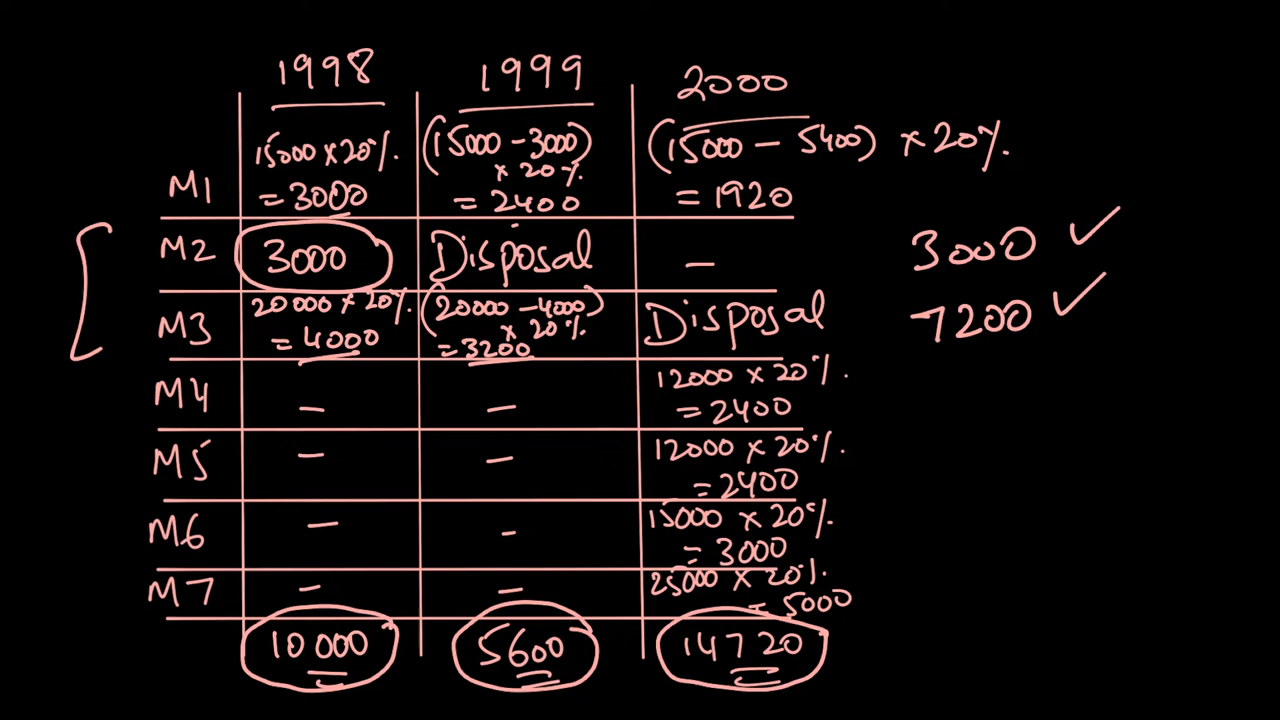 1998 1999 2000
15000 × 20% (15000 - 3000) (15000 - 5400) × 20%
× 20%
M1 = 3000 = 2400 = 1920
M2 3000 Disposal - 3000 ✓
20000 × 20% (20000 - 4000)
× 20%
M3 = 4000 = 3200 Disposal 7200 ✓
12000 × 20%
M4 - - = 2400
12000 × 20%
M5 - - = 2400
15000 × 20%
M6 - - = 3000
25000 × 20%
M7 - - = 5000
10000 5600 14720